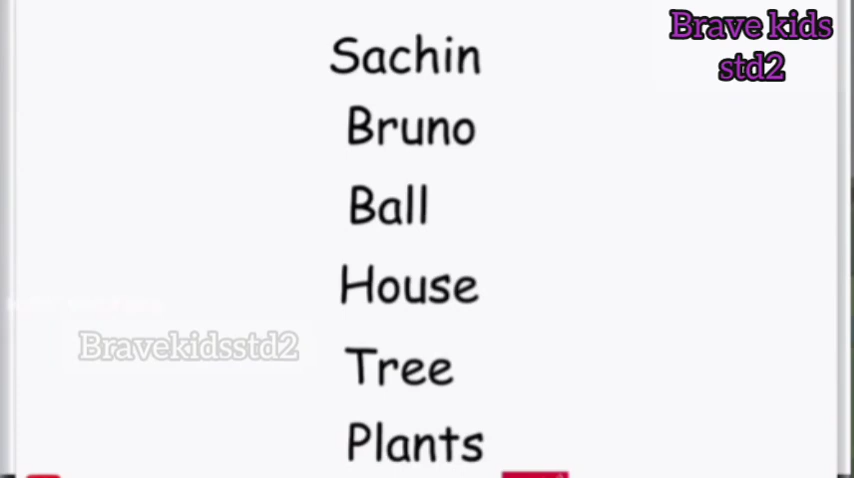 Brave kids
std2
Sachin
Bruno
Ball
House
Bravekidsstd2
Tree
Plants